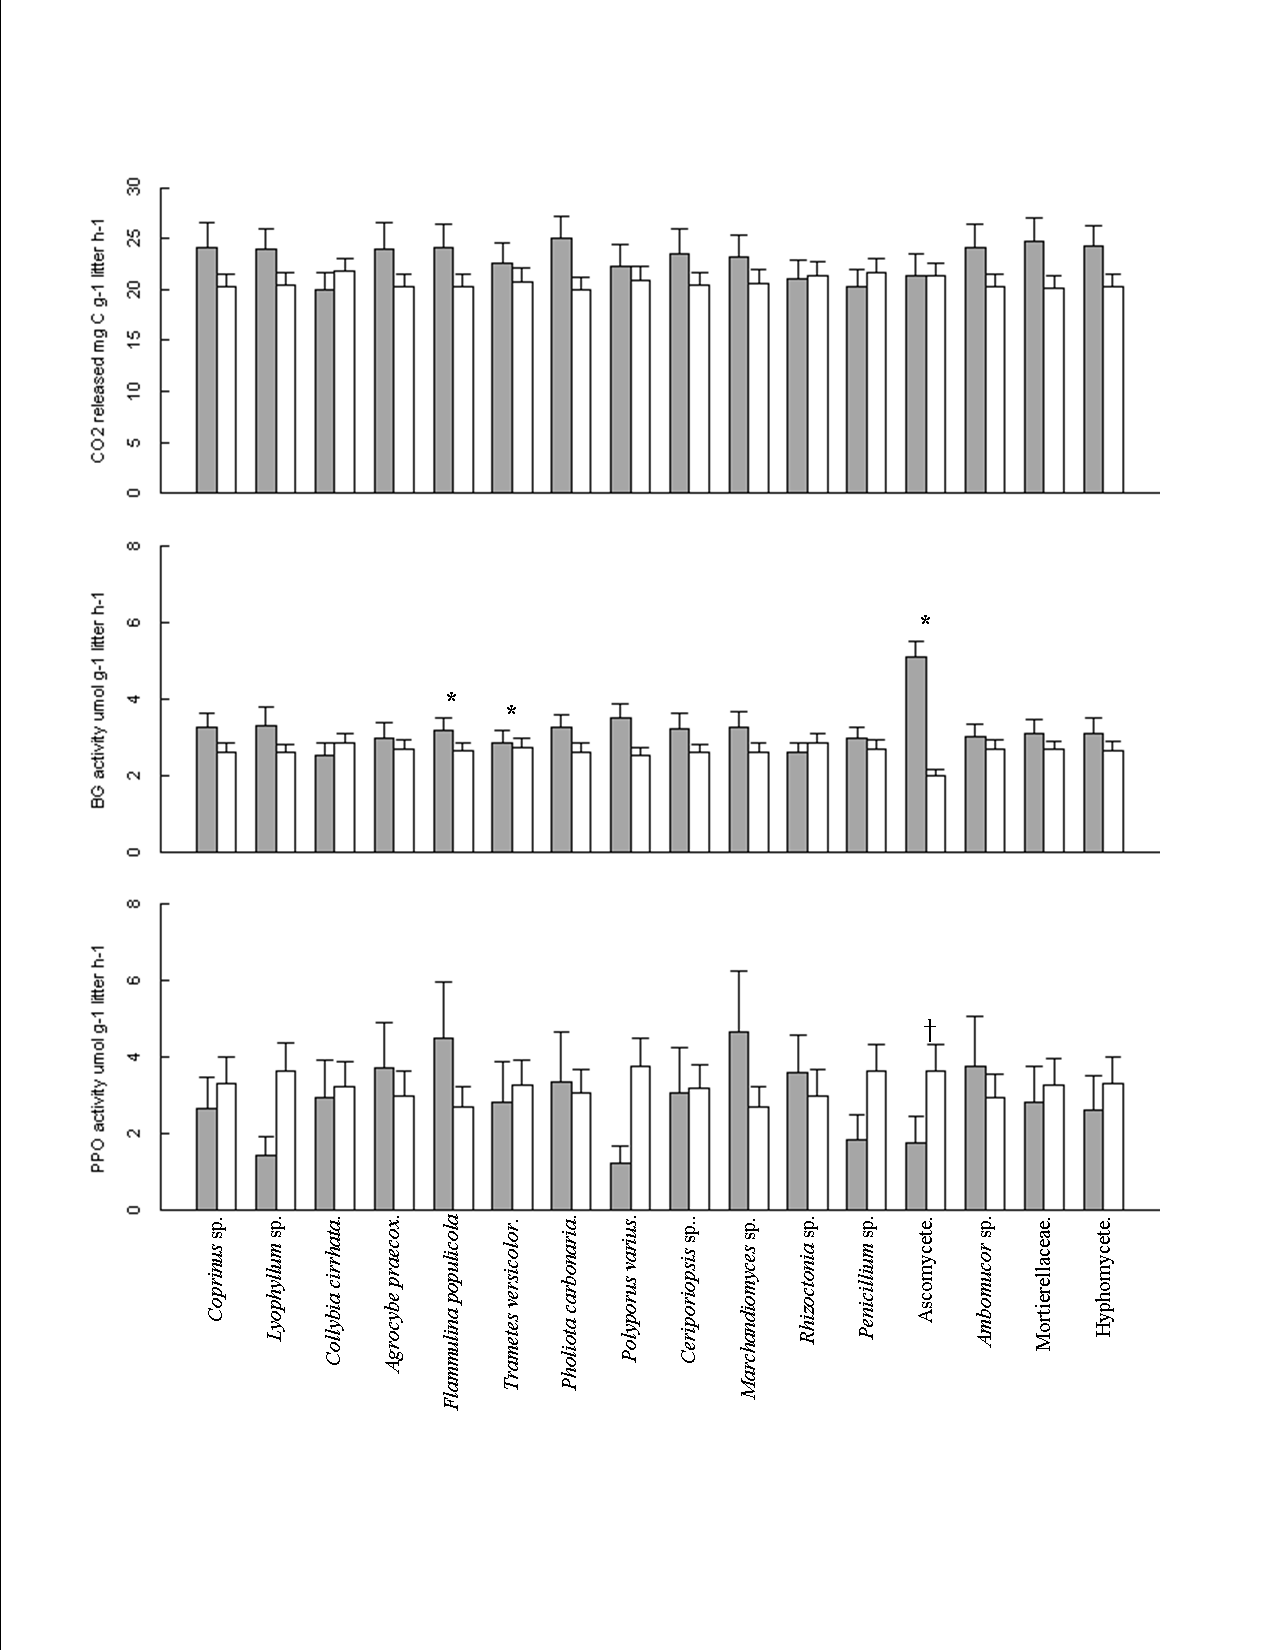 CO2 released mg C g-1 litter h-1
30
25
20
15
10
5
0
BG activity umol g-1 litter h-1
8
6
4
2
0
*
*
*
PPO activity umol g-1 litter h-1
8
6
4
2
0
†
Coprinus sp.
Lyophyllum sp.
Collybia cirrhata.
Agrocybe praecox.
Flammulina populicola
Trametes versicolor.
Pholiota carbonaria.
Polyporus varius.
Ceriporiopsis sp..
Marchandiomyces sp.
Rhizoctonia sp.
Penicillium sp.
Ascomycete.
Ambomucor sp.
Mortierellaceae.
Hyphomycete.